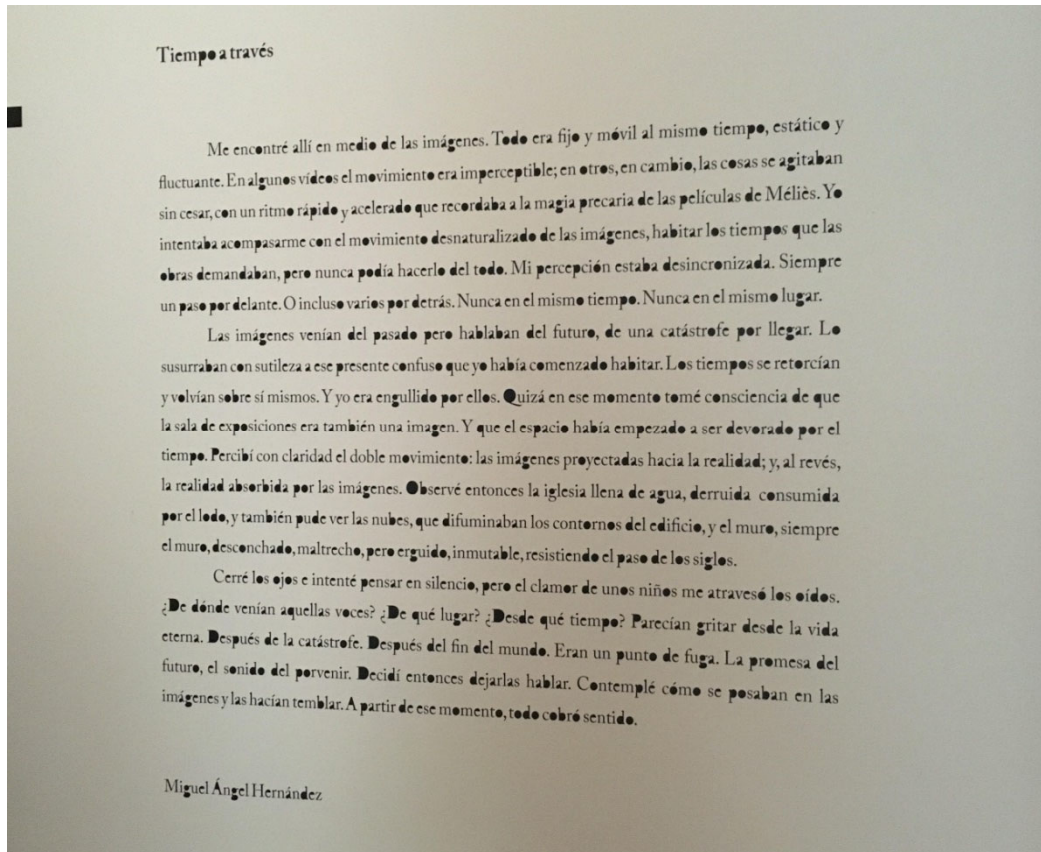 Tiempo a través
Me encontré allí en medio de las imágenes. Todo era fijo y móvil al mismo tiempo, estático y
fluctuante. En algunos vídeos el movimiento era imperceptible; en otros, en cambio, las cosas se agitaban
sin cesar, con un ritmo rápido y acelerado que recordaba a la magia precaria de las películas de Méliès. Yo
intentaba acompasarme con el movimiento desnaturalizado de las imágenes, habitar los tiempos que las
obras demandaban, pero nunca podía hacerlo del todo. Mi percepción estaba desincronizada. Siempre
un paso por delante. O incluso varios por detrás. Nunca en el mismo tiempo. Nunca en el mismo lugar.
Las imágenes venían del pasado pero hablaban del futuro, de una catástrofe por llegar. Lo
susurraban con sutileza a ese presente confuso que yo había comenzado habitar. Los tiempos se retorcían
y volvían sobre sí mismos. Y yo era engullido por ellos. Quizá en ese momento tomé consciencia de que
la sala de exposiciones era también una imagen. Y que el espacio había empezado a ser devorado por el
tiempo. Percibí con claridad el doble movimiento: las imágenes proyectadas hacia la realidad; y, al revés,
la realidad absorbida por las imágenes. Observé entonces la iglesia llena de agua, derruida consumida
por el lodo, y también pude ver las nubes, que difuminaban los contornos del edificio, y el muro, siempre
el muro, desconchado, maltrecho, pero erguido, inmutable, resistiendo el paso de los siglos.
Cerré los ojos e intenté pensar en silencio, pero el clamor de unos niños me atravesó los oídos.
¿De dónde venían aquellas voces? ¿De qué lugar? ¿Desde qué tiempo? Parecían gritar desde la vida
eterna. Después de la catástrofe. Después del fin del mundo. Eran un punto de fuga. La promesa del
futuro, el sonido del porvenir. Decidí entonces dejarlas hablar. Contemplé cómo se posaban en las
imágenes y las hacían temblar. A partir de ese momento, todo cobró sentido.
Miguel Ángel Hernández